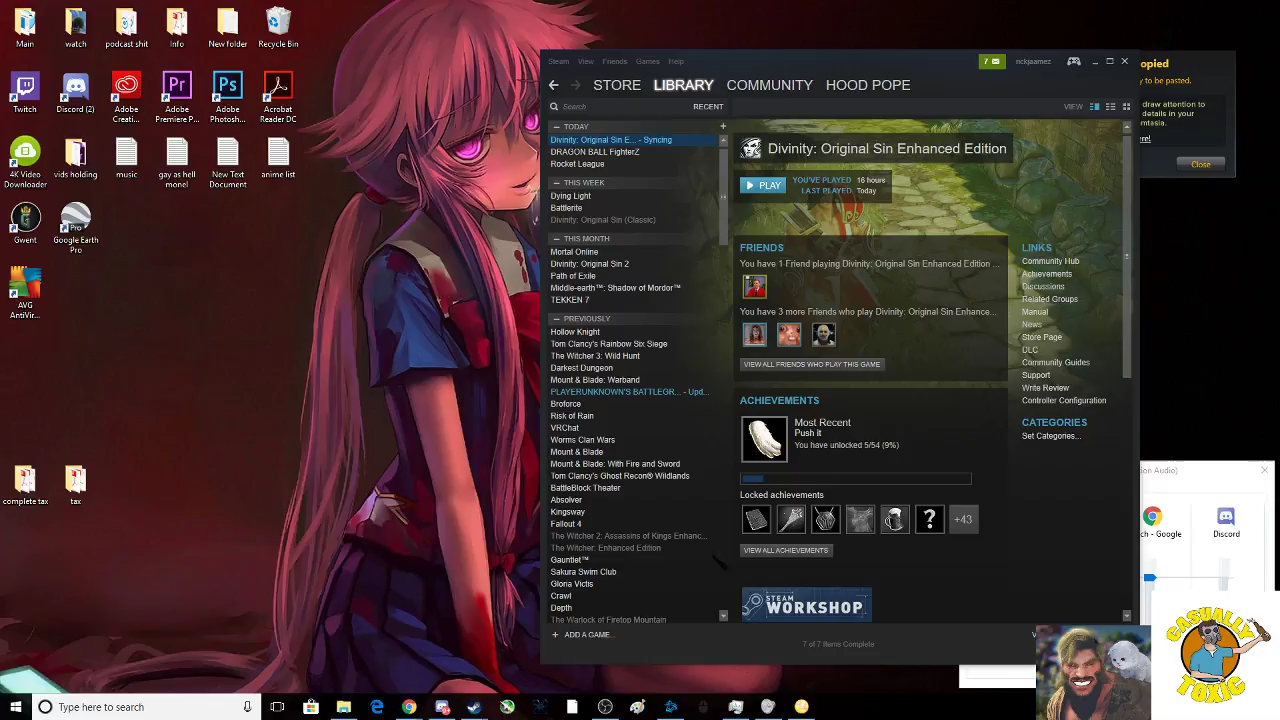 Main
watch
podcast shit
Info
New folder
Recycle Bin
Twitch
Discord (2)
Adobe Creati...
Adobe Premiere P...
Adobe Photosh...
Acrobat Reader DC
4K Video Downloader
vids holding
music
gay as hell monel
New Text Document
anime list
Gwent
Google Earth Pro
AVG AntiVir...
complete tax
tax
Steam View Friends Games Help
7
nckjaamez
STORE LIBRARY COMMUNITY HOOD POPE
Search
RECENT
VIEW
TODAY
Divinity: Original Sin E... - Syncing
DRAGON BALL FighterZ
Rocket League
THIS WEEK
Dying Light
Battlerite
Divinity: Original Sin (Classic)
THIS MONTH
Mortal Online
Divinity: Original Sin 2
Path of Exile
Middle-earth™: Shadow of Mordor™
TEKKEN 7
PREVIOUSLY
Hollow Knight
Tom Clancy's Rainbow Six Siege
The Witcher 3: Wild Hunt
Darkest Dungeon
Mount & Blade: Warband
PLAYERUNKNOWN'S BATTLEGR... - Upd...
Broforce
Risk of Rain
VRChat
Worms Clan Wars
Mount & Blade
Mount & Blade: With Fire and Sword
Tom Clancy's Ghost Recon® Wildlands
BattleBlock Theater
Absolver
Kingsway
Fallout 4
The Witcher 2: Assassins of Kings Enhanc...
The Witcher: Enhanced Edition
Gauntlet™
Sakura Swim Club
Gloria Victis
Crawl
Depth
The Warlock of Firetop Mountain
ADD A GAME...
Divinity: Original Sin Enhanced Edition
PLAY
YOU'VE PLAYED 16 hours
LAST PLAYED Today
FRIENDS
You have 1 Friend playing Divinity: Original Sin Enhanced Edition ...
You have 3 more Friends who play Divinity: Original Sin Enhance...
VIEW ALL FRIENDS WHO PLAY THIS GAME
ACHIEVEMENTS
Most Recent
Push it
You have unlocked 5/54 (9%)
Locked achievements
?
+43
VIEW ALL ACHIEVEMENTS
STEAM WORKSHOP
7 of 7 Items Complete
LINKS
Community Hub
Achievements
Discussions
Related Groups
Manual
News
Store Page
DLC
Community Guides
Support
Write Review
Controller Configuration
CATEGORIES
Set Categories...
opied
y to be pasted.
draw attention to
details in your
mtasia.
re!
Close
tion Audio)
ch - Google
Discord
CASUALLY TOXIC
Type here to search